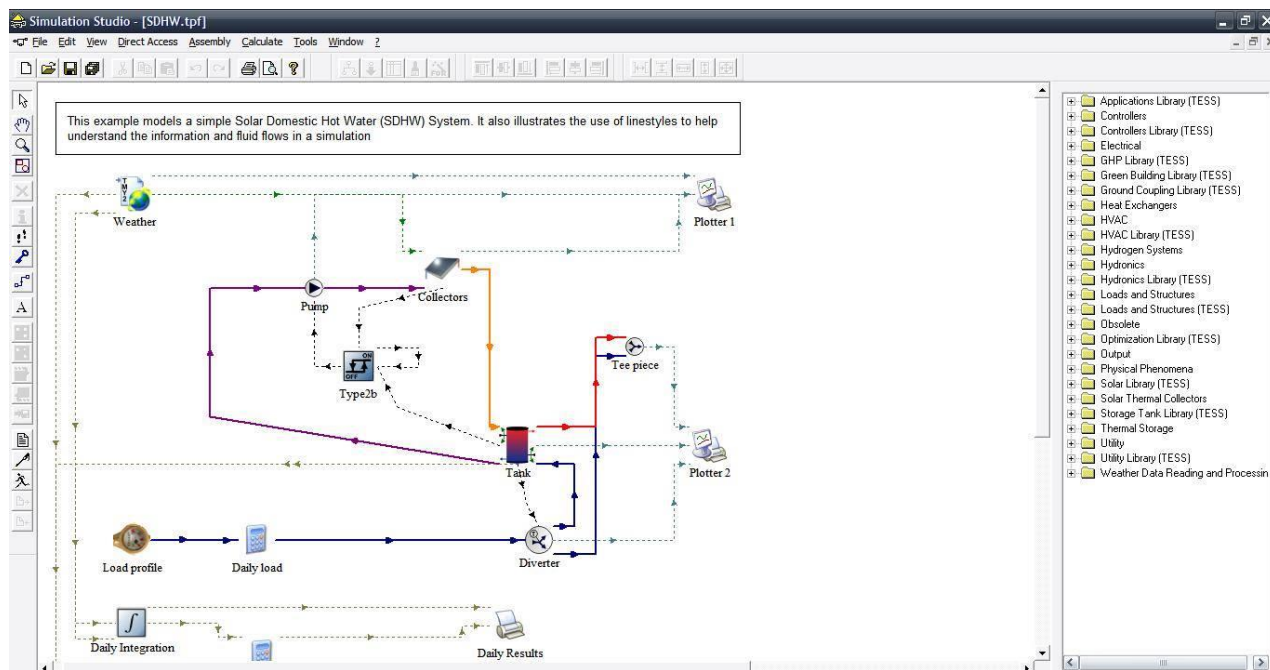 Simulation Studio - [SDHW.tpf]
File Edit View Direct Access Assembly Calculate Tools Window ?
This example models a simple Solar Domestic Hot Water (SDHW) System. It also illustrates the use of linestyles to help
understand the information and fluid flows in a simulation
TMY2
Weather
Plotter 1
Pump
Collectors
ON
OFF
Type2b
Tee piece
Tank
Plotter 2
Load profile
Daily load
Diverter
Daily Integration
Daily Results
Applications Library (TESS)
Controllers
Controllers Library (TESS)
Electrical
GHP Library (TESS)
Green Building Library (TESS)
Ground Coupling Library (TESS)
Heat Exchangers
HVAC
HVAC Library (TESS)
Hydrogen Systems
Hydronics
Hydronics Library (TESS)
Loads and Structures
Loads and Structures (TESS)
Obsolete
Optimization Library (TESS)
Output
Physical Phenomena
Solar Library (TESS)
Solar Thermal Collectors
Storage Tank Library (TESS)
Thermal Storage
Utility
Utility Library (TESS)
Weather Data Reading and Processin